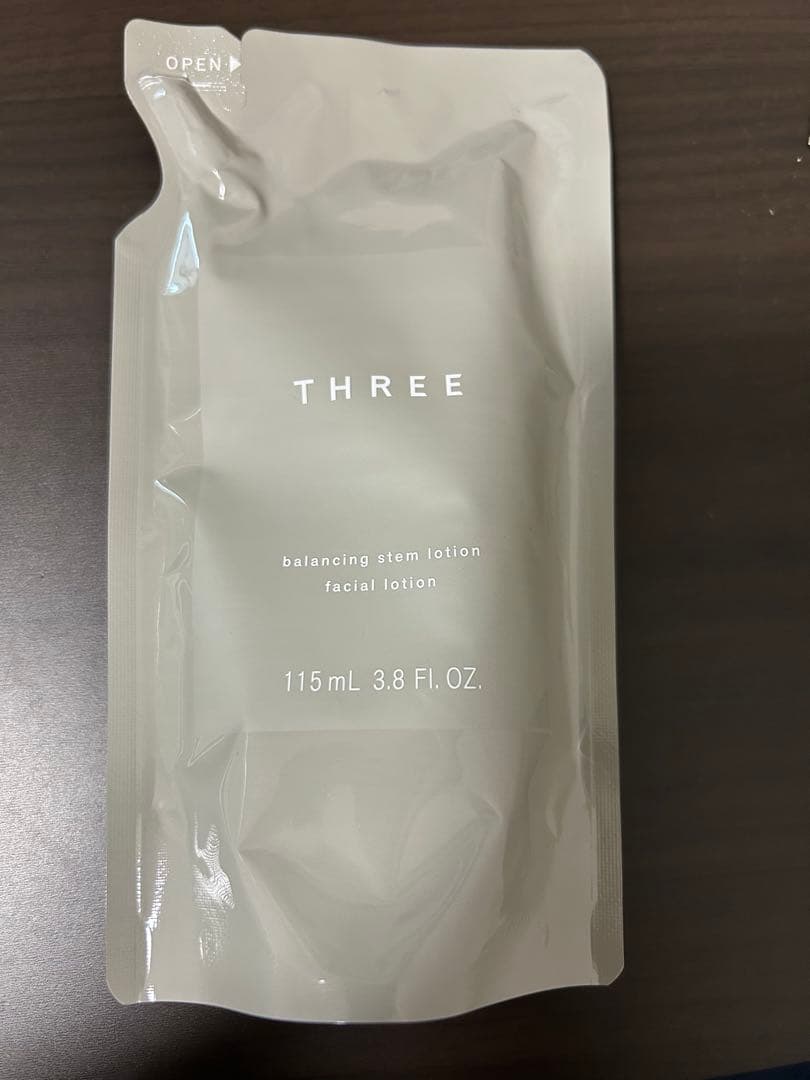 OPEN
THREE
balancing stem lotion
facial lotion
115 mL 3.8 Fl. OZ.